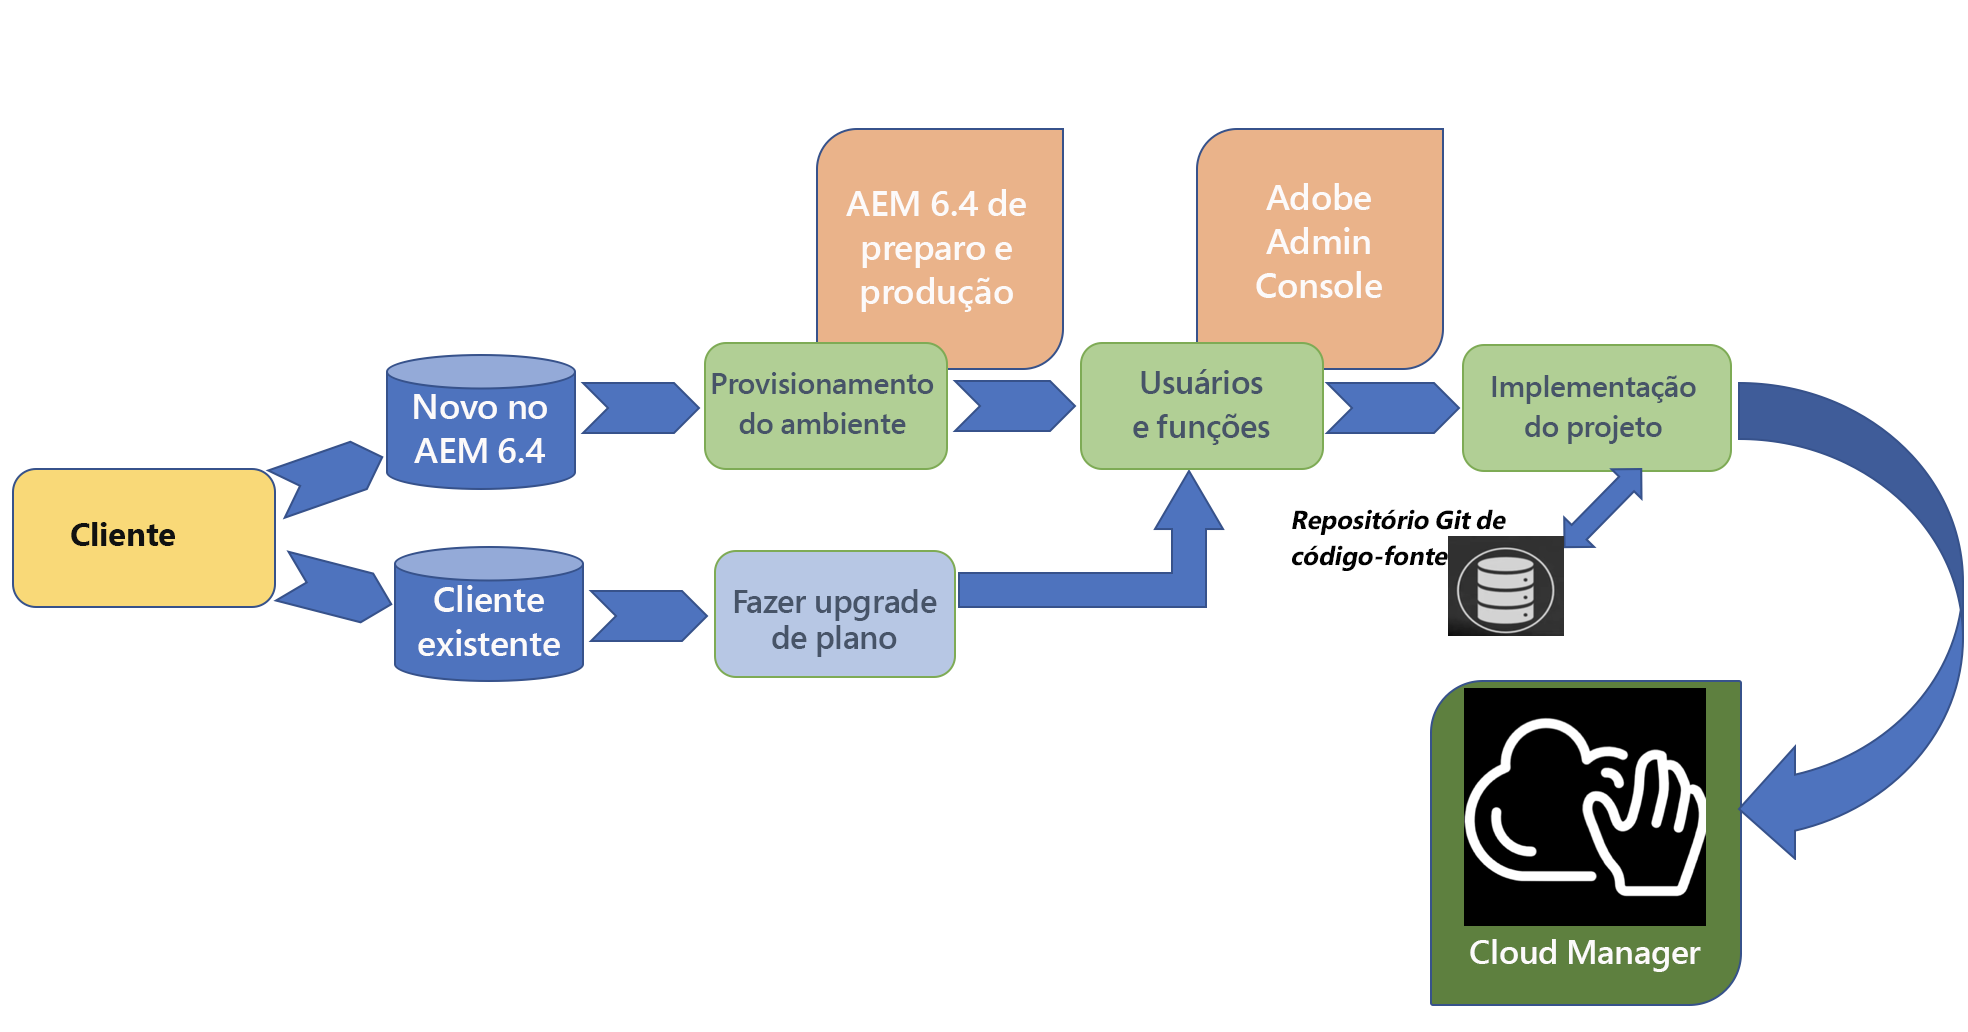 AEM 6.4 de
preparo e
produção
Adobe
Admin
Console
Novo no
AEM 6.4
Provisionamento
do ambiente
Usuários
e funções
Implementação
do projeto
Cliente
Repositório Git de
código-fonte
Cliente
existente
Fazer upgrade
de plano
Cloud Manager